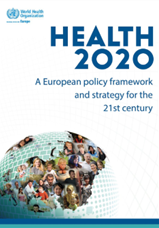 World Health
Organization
Europe
HEALTH
2020
A European policy framework
and strategy for the
21st century